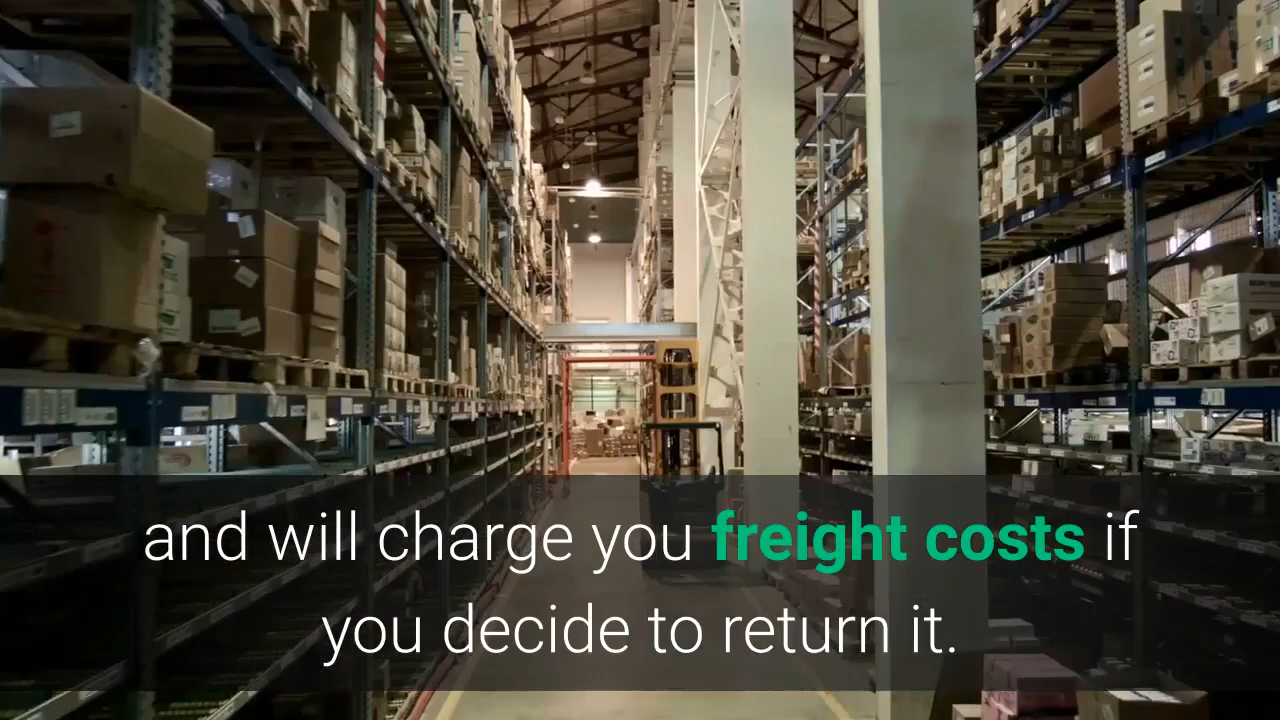 and will charge you freight costs if
you decide to return it.